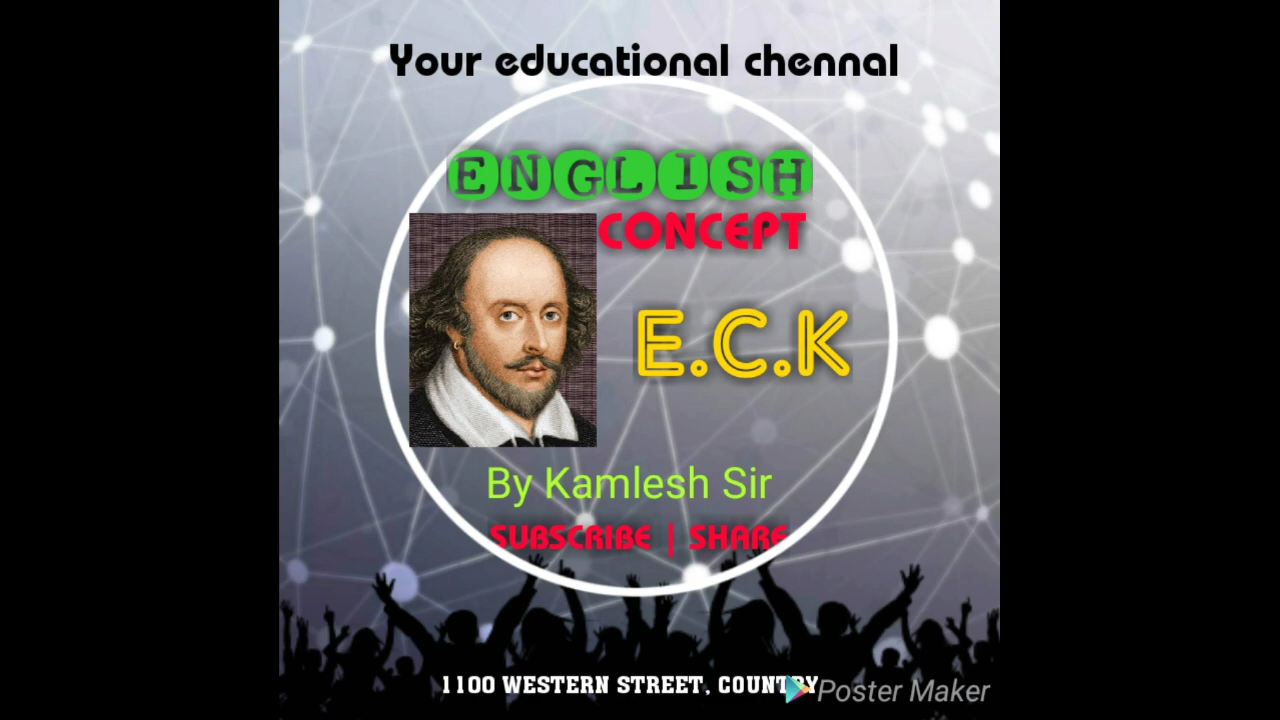 Your educational chennal
ENGLISH
CONCEPT
E.C.K
By Kamlesh Sir
SUBSCRIBE | SHARE
1100 WESTERN STREET, COUNTRY
Poster Maker